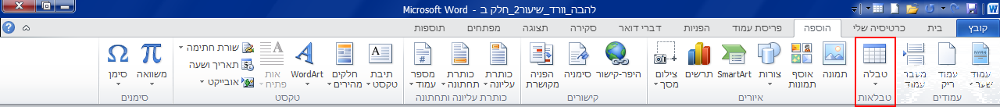 להבה_וורד_שיעור2_חלק ב - Microsoft Word
קובץ בית כרטיסיה שלי הוספה פריסת עמוד הפניות דברי דואר סקירה תצוגה מפתחים תוספות
עמוד שער
עמוד ריק
מעבר עמוד
עמודים
טבלה
טבלאות
תמונה
אוסף תמונות
צורות
SmartArt
תרשים
צילום מסך
איורים
היפר-קישור
סימניה
הפניה מקושרת
קישורים
כותרת עליונה
כותרת תחתונה
מספר עמוד
כותרת עליונה ותחתונה
תיבת טקסט
חלקים מהירים
WordArt
אות פתיח
שורת חתימה
תאריך ושעה
אובייקט
טקסט
משוואה
סימן
סימנים